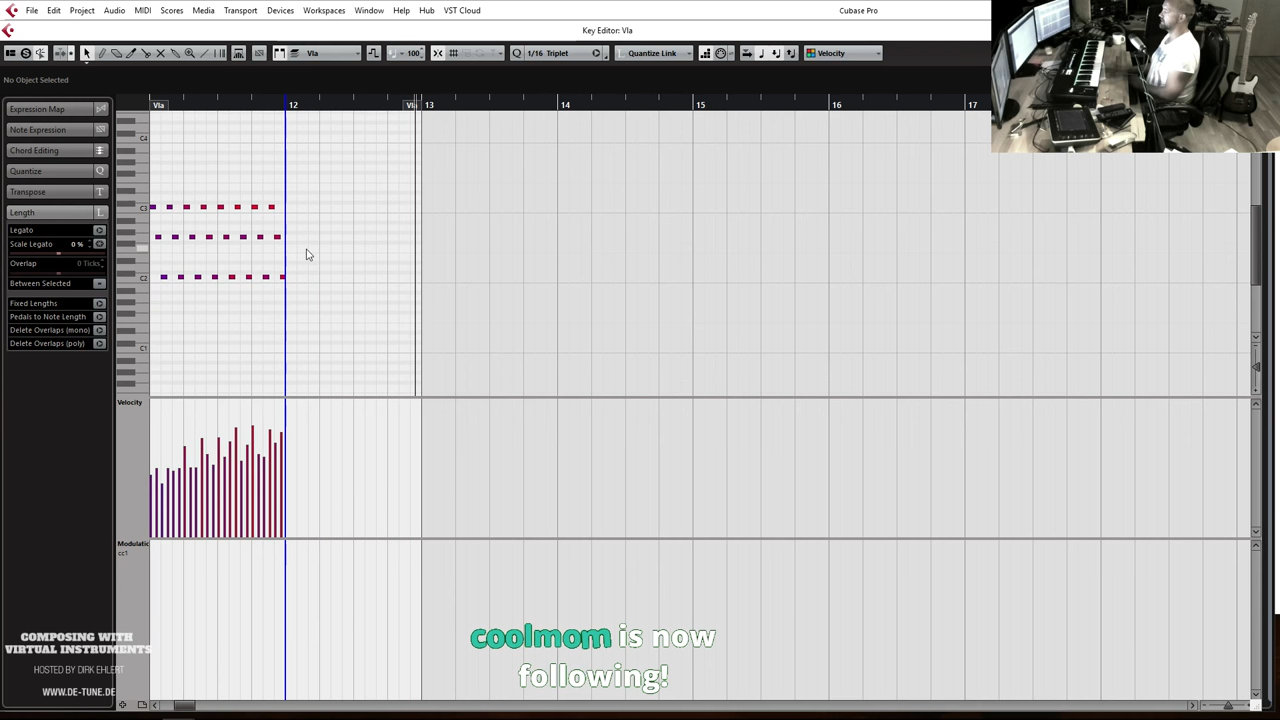 File Edit Project Audio MIDI Scores Media Transport Devices Workspaces Window Help Hub VST Cloud Cubase Pro
Key Editor: Vla
Vla 100 1/16 Triplet Quantize Link Velocity
No Object Selected
Expression Map
Note Expression
Chord Editing
Quantize Q
Transpose T
Length L
Legato
Scale Legato 0 %
Overlap 0 Ticks
Between Selected
Fixed Lengths
Pedals to Note Length
Delete Overlaps (mono)
Delete Overlaps (poly)
Vla 12 13 14 15 16 17
C4
C3
C2
C1
Velocity
cc1
COMPOSING WITH
VIRTUAL INSTRUMENTS
HOSTED BY DIRK EHLERT
WWW.DE-TUNE.DE
coolmom is now
following!